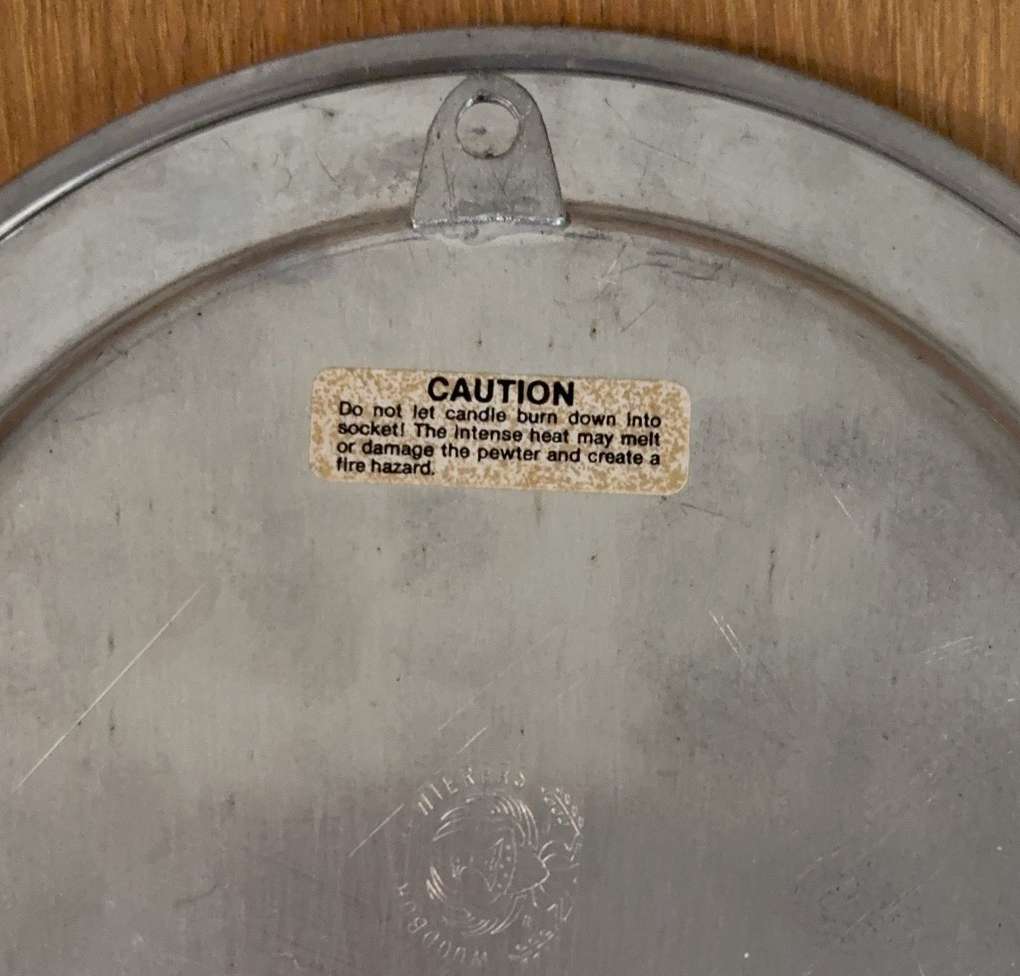 CAUTION
Do not let candle burn down into
socket! The intense heat may melt
or damage the pewter and create a
fire hazard.